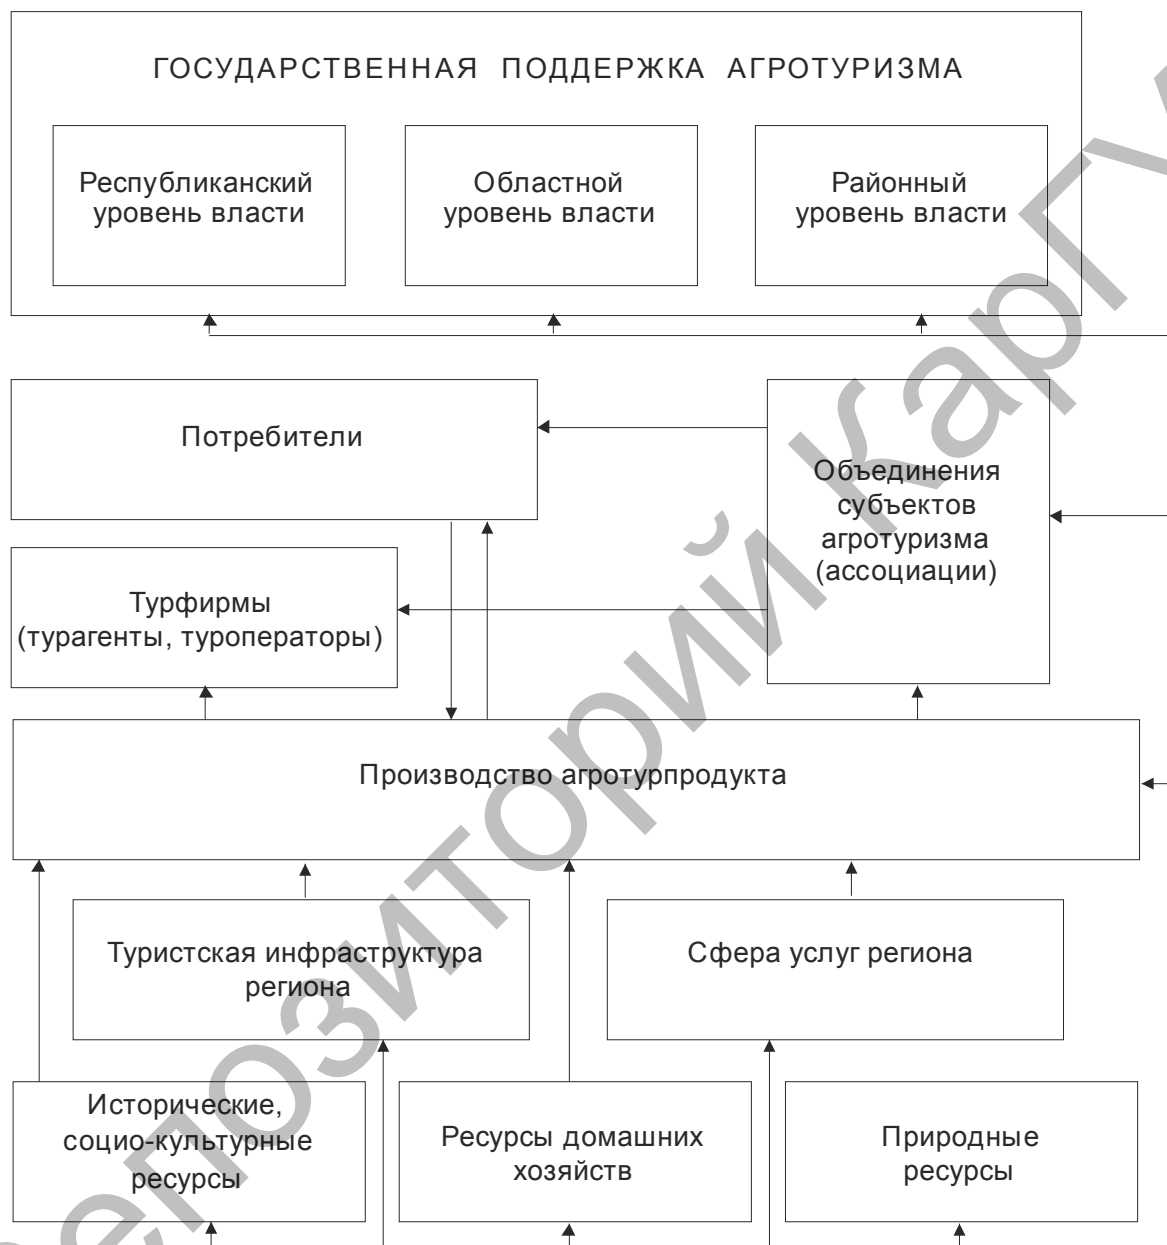 ГОСУДАРСТВЕННАЯ ПОДДЕРЖКА АГРОТУРИЗМА
Республиканский
уровень власти
Областной
уровень власти
Районный
уровень власти
Потребители
Объединения
субъектов
агротуризма
(ассоциации)
Турфирмы
(турагенты, туроператоры)
Производство агротурпродукта
Туристская инфраструктура
региона
Сфера услуг региона
Исторические,
социо-культурные
ресурсы
Ресурсы домашних
хозяйств
Природные
ресурсы